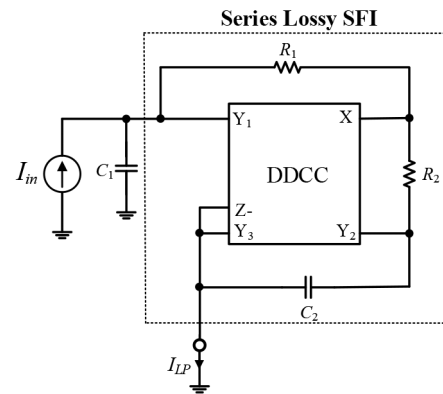 Series Lossy SFI
R1
Y1
X
Iin
C1
DDCC
R2
Z-
Y3
Y2
C2
ILP